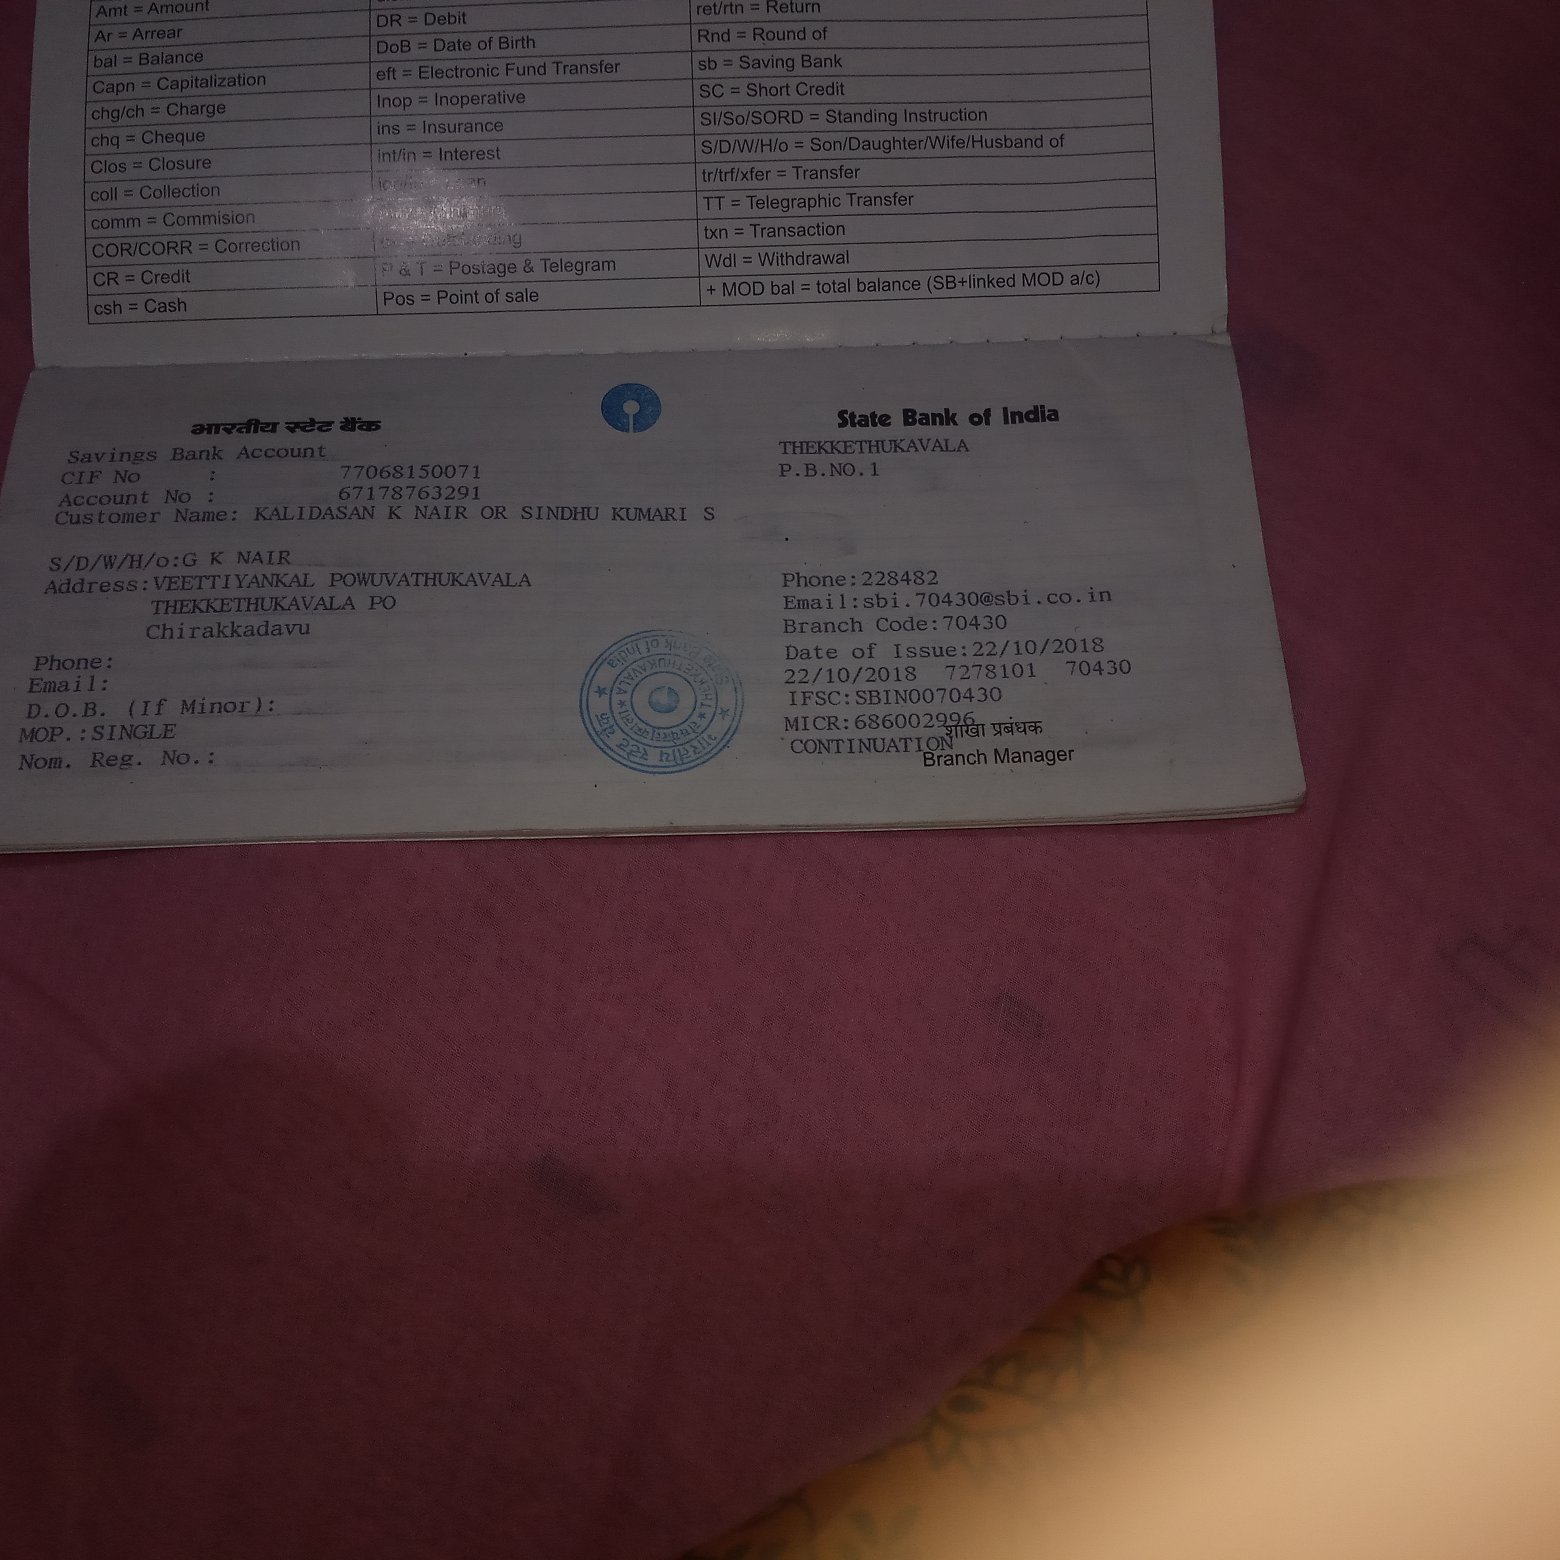 Amt = Amount
Ar = Arrear
bal = Balance
Capn = Capitalization
chg/ch = Charge
chq = Cheque
Clos = Closure
coll = Collection
comm = Commision
COR/CORR = Correction
CR = Credit
csh = Cash
DR = Debit
DoB = Date of Birth
eft = Electronic Fund Transfer
Inop = Inoperative
ins = Insurance
int/in = Interest
P & T = Postage & Telegram
Pos = Point of sale
ret/rtn = Return
Rnd = Round of
sb = Saving Bank
SC = Short Credit
SI/So/SORD = Standing Instruction
S/D/W/H/o = Son/Daughter/Wife/Husband of
tr/trf/xfer = Transfer
TT = Telegraphic Transfer
txn = Transaction
Wdl = Withdrawal
+ MOD bal = total balance (SB+linked MOD a/c)
भारतीय स्टेट बैंक
Savings Bank Account
CIF No : 77068150071
Account No : 67178763291
Customer Name: KALIDASAN K NAIR OR SINDHU KUMARI S
S/D/W/H/o:G K NAIR
Address:VEETTIYANKAL POWUVATHUKAVALA
THEKKETHUKAVALA PO
Chirakkadavu
Phone:
Email:
D.O.B. (If Minor):
MOP.:SINGLE
Nom. Reg. No.:
State Bank of India
THEKKETHUKAVALA
P.B.NO.1
Phone:228482
Email:sbi.70430@sbi.co.in
Branch Code:70430
Date of Issue:22/10/2018
22/10/2018 7278101 70430
IFSC:SBIN0070430
MICR:686002996
शाखा प्रबंधक
CONTINUATION
Branch Manager
State Bank of India
THEKKETHUKAVALA
भारतीय स्टेट बैंक